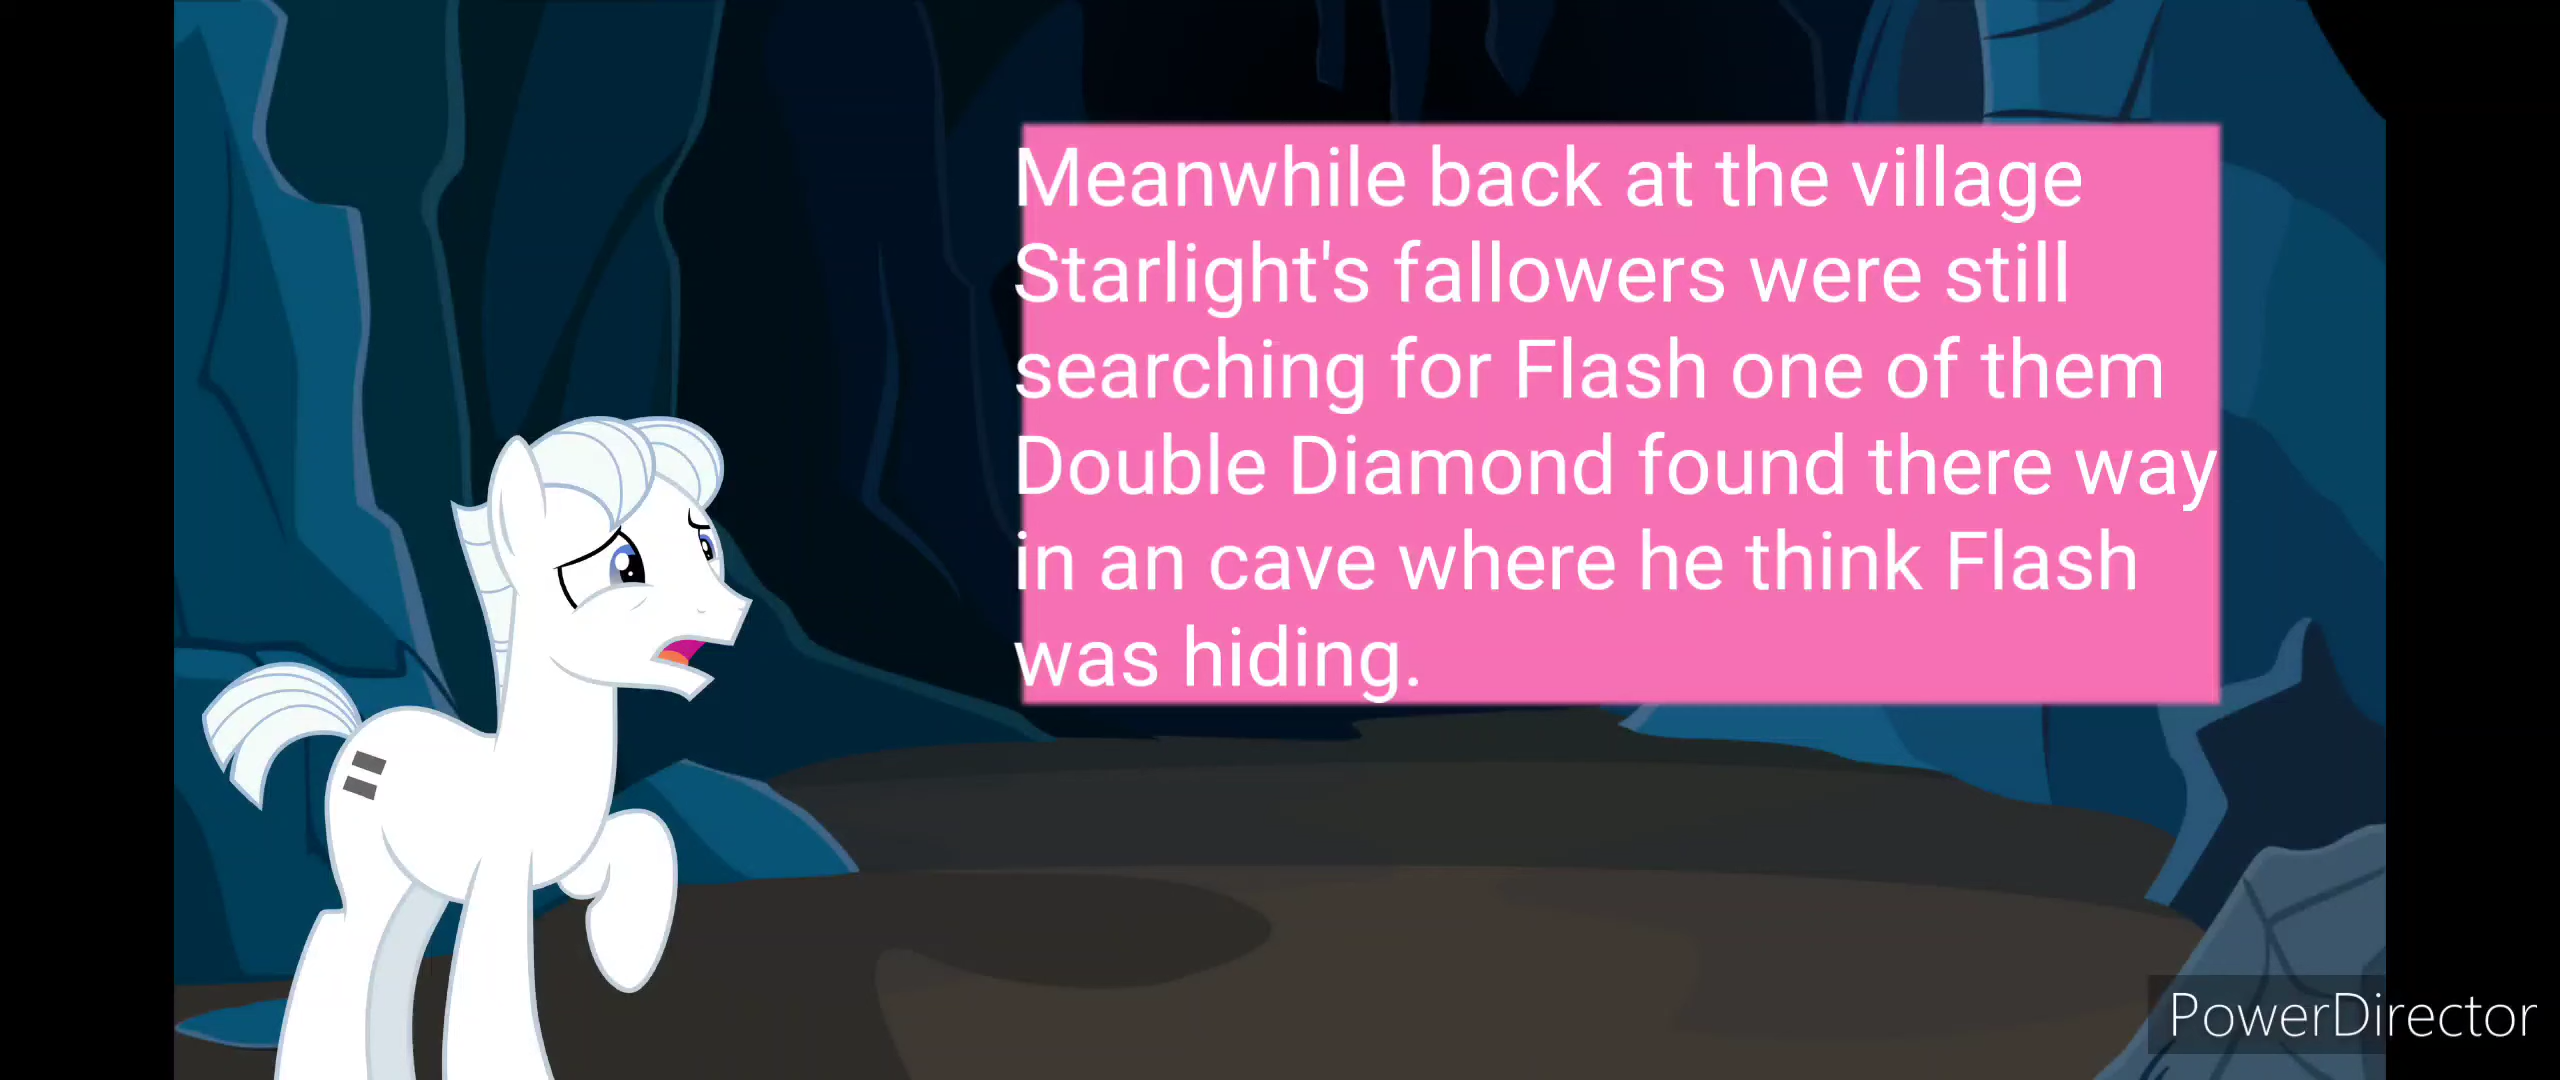 Meanwhile back at the village
Starlight's fallowers were still
searching for Flash one of them
Double Diamond found there way
in an cave where he think Flash
was hiding.
PowerDirector